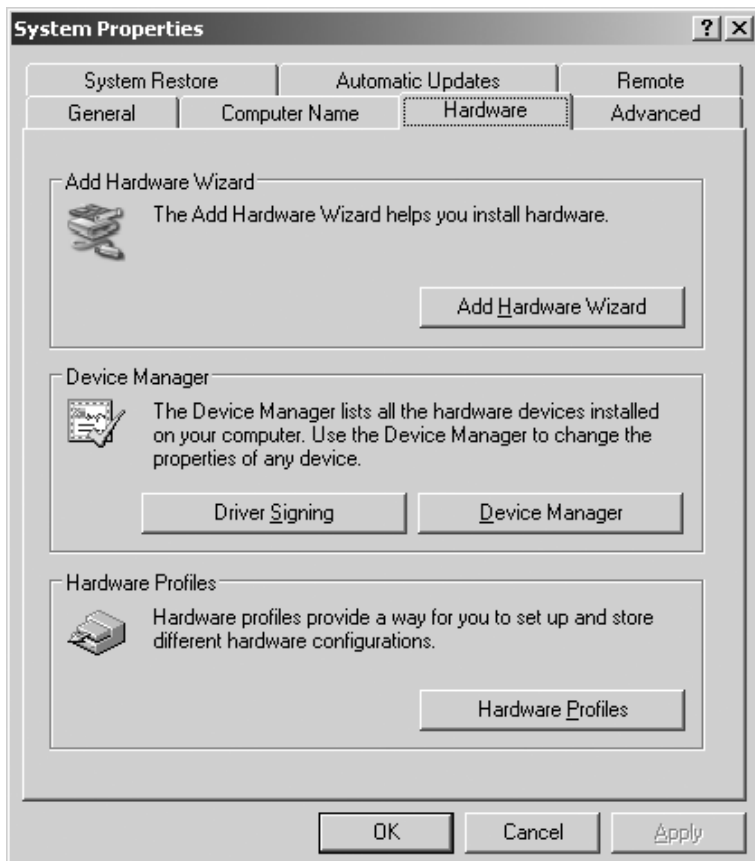 System Properties
System Restore Automatic Updates Remote
General Computer Name Hardware Advanced
Add Hardware Wizard
The Add Hardware Wizard helps you install hardware.
Add Hardware Wizard
Device Manager
The Device Manager lists all the hardware devices installed
on your computer. Use the Device Manager to change the
properties of any device.
Driver Signing Device Manager
Hardware Profiles
Hardware profiles provide a way for you to set up and store
different hardware configurations.
Hardware Profiles
OK Cancel Apply